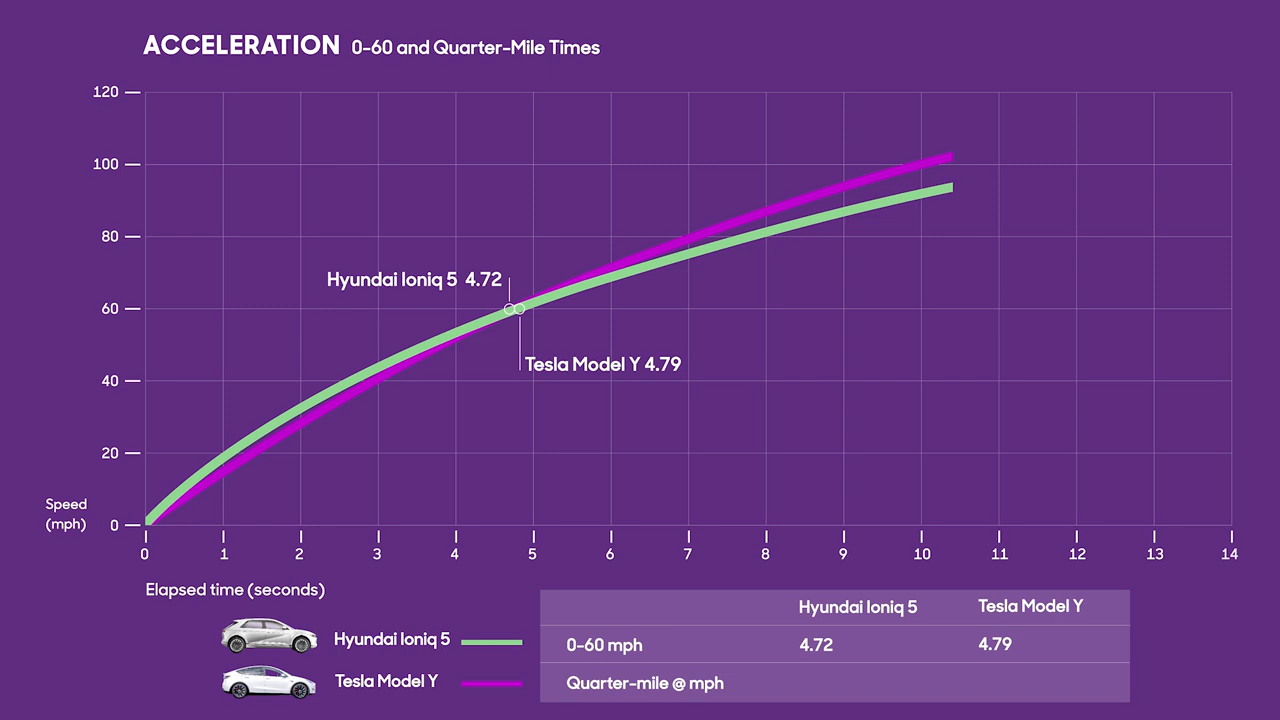 ACCELERATION 0-60 and Quarter-Mile Times
120
100
80
60
40
20
0
Speed
(mph)
Hyundai Ioniq 5 4.72
Tesla Model Y 4.79
0 1 2 3 4 5 6 7 8 9 10 11 12 13 14
Elapsed time (seconds)
Hyundai Ioniq 5
Tesla Model Y
Hyundai Ioniq 5 Tesla Model Y
0-60 mph 4.72 4.79
Quarter-mile @ mph